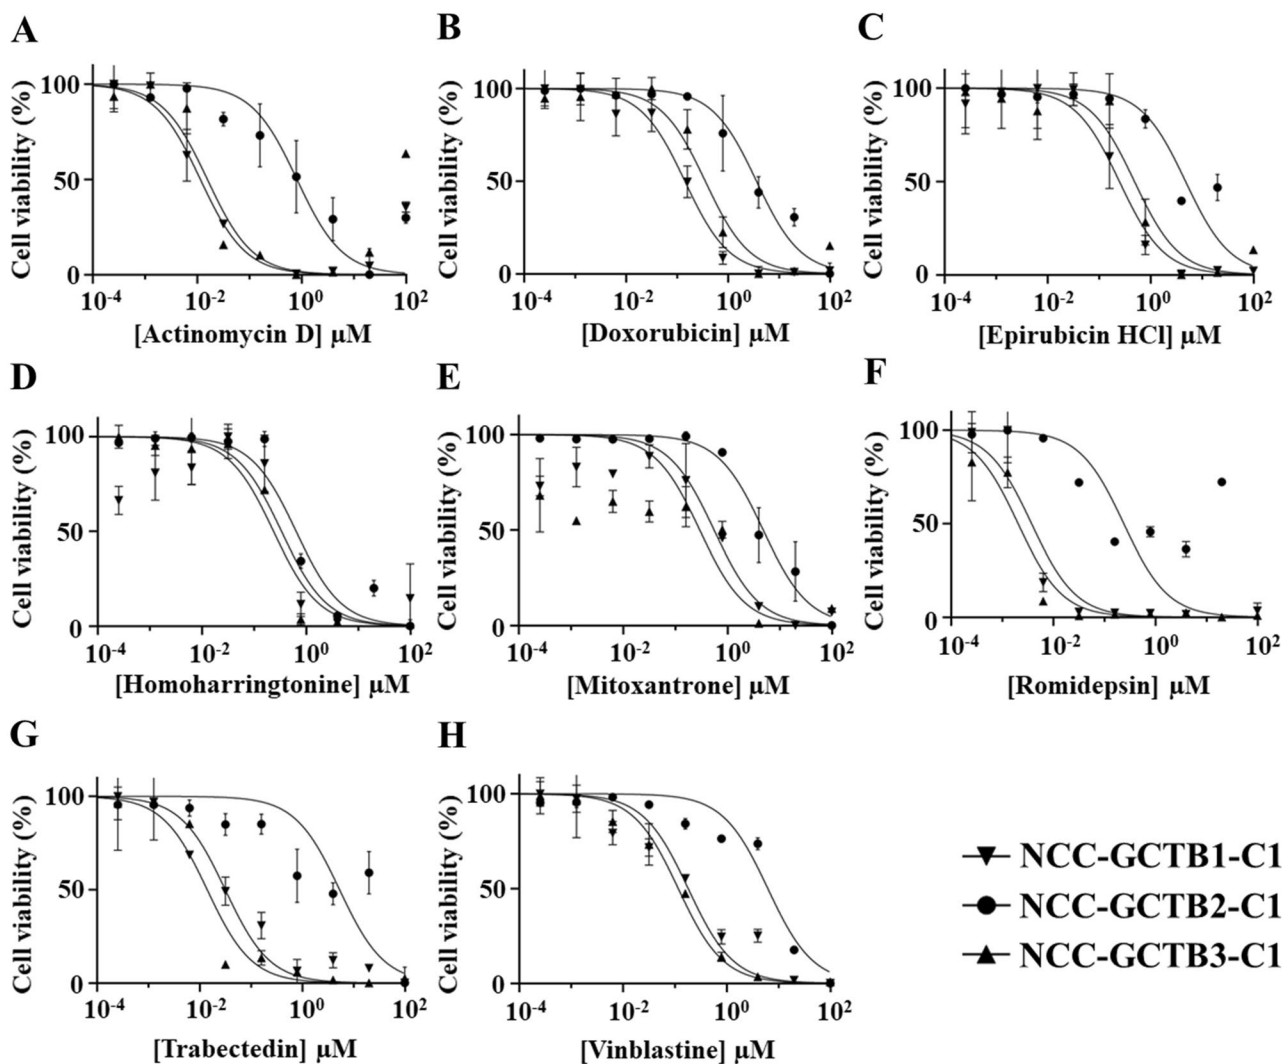 A
B
C
Cell viability (%)
100
50
0
10-4
10-2
100
102
[Actinomycin D] μM
Cell viability (%)
100
50
0
10-4
10-2
100
102
[Doxorubicin] μM
Cell viability (%)
100
50
0
10-4
10-2
100
102
[Epirubicin HCl] μM
D
E
F
Cell viability (%)
100
50
0
10-4
10-2
100
102
[Homoharringtonine] μM
Cell viability (%)
100
50
0
10-4
10-2
100
102
[Mitoxantrone] μM
Cell viability (%)
100
50
0
10-4
10-2
100
102
[Romidepsin] μM
G
H
Cell viability (%)
100
50
0
10-4
10-2
100
102
[Trabectedin] μM
Cell viability (%)
100
50
0
10-4
10-2
100
102
[Vinblastine] μM
NCC-GCTB1-C1
NCC-GCTB2-C1
NCC-GCTB3-C1